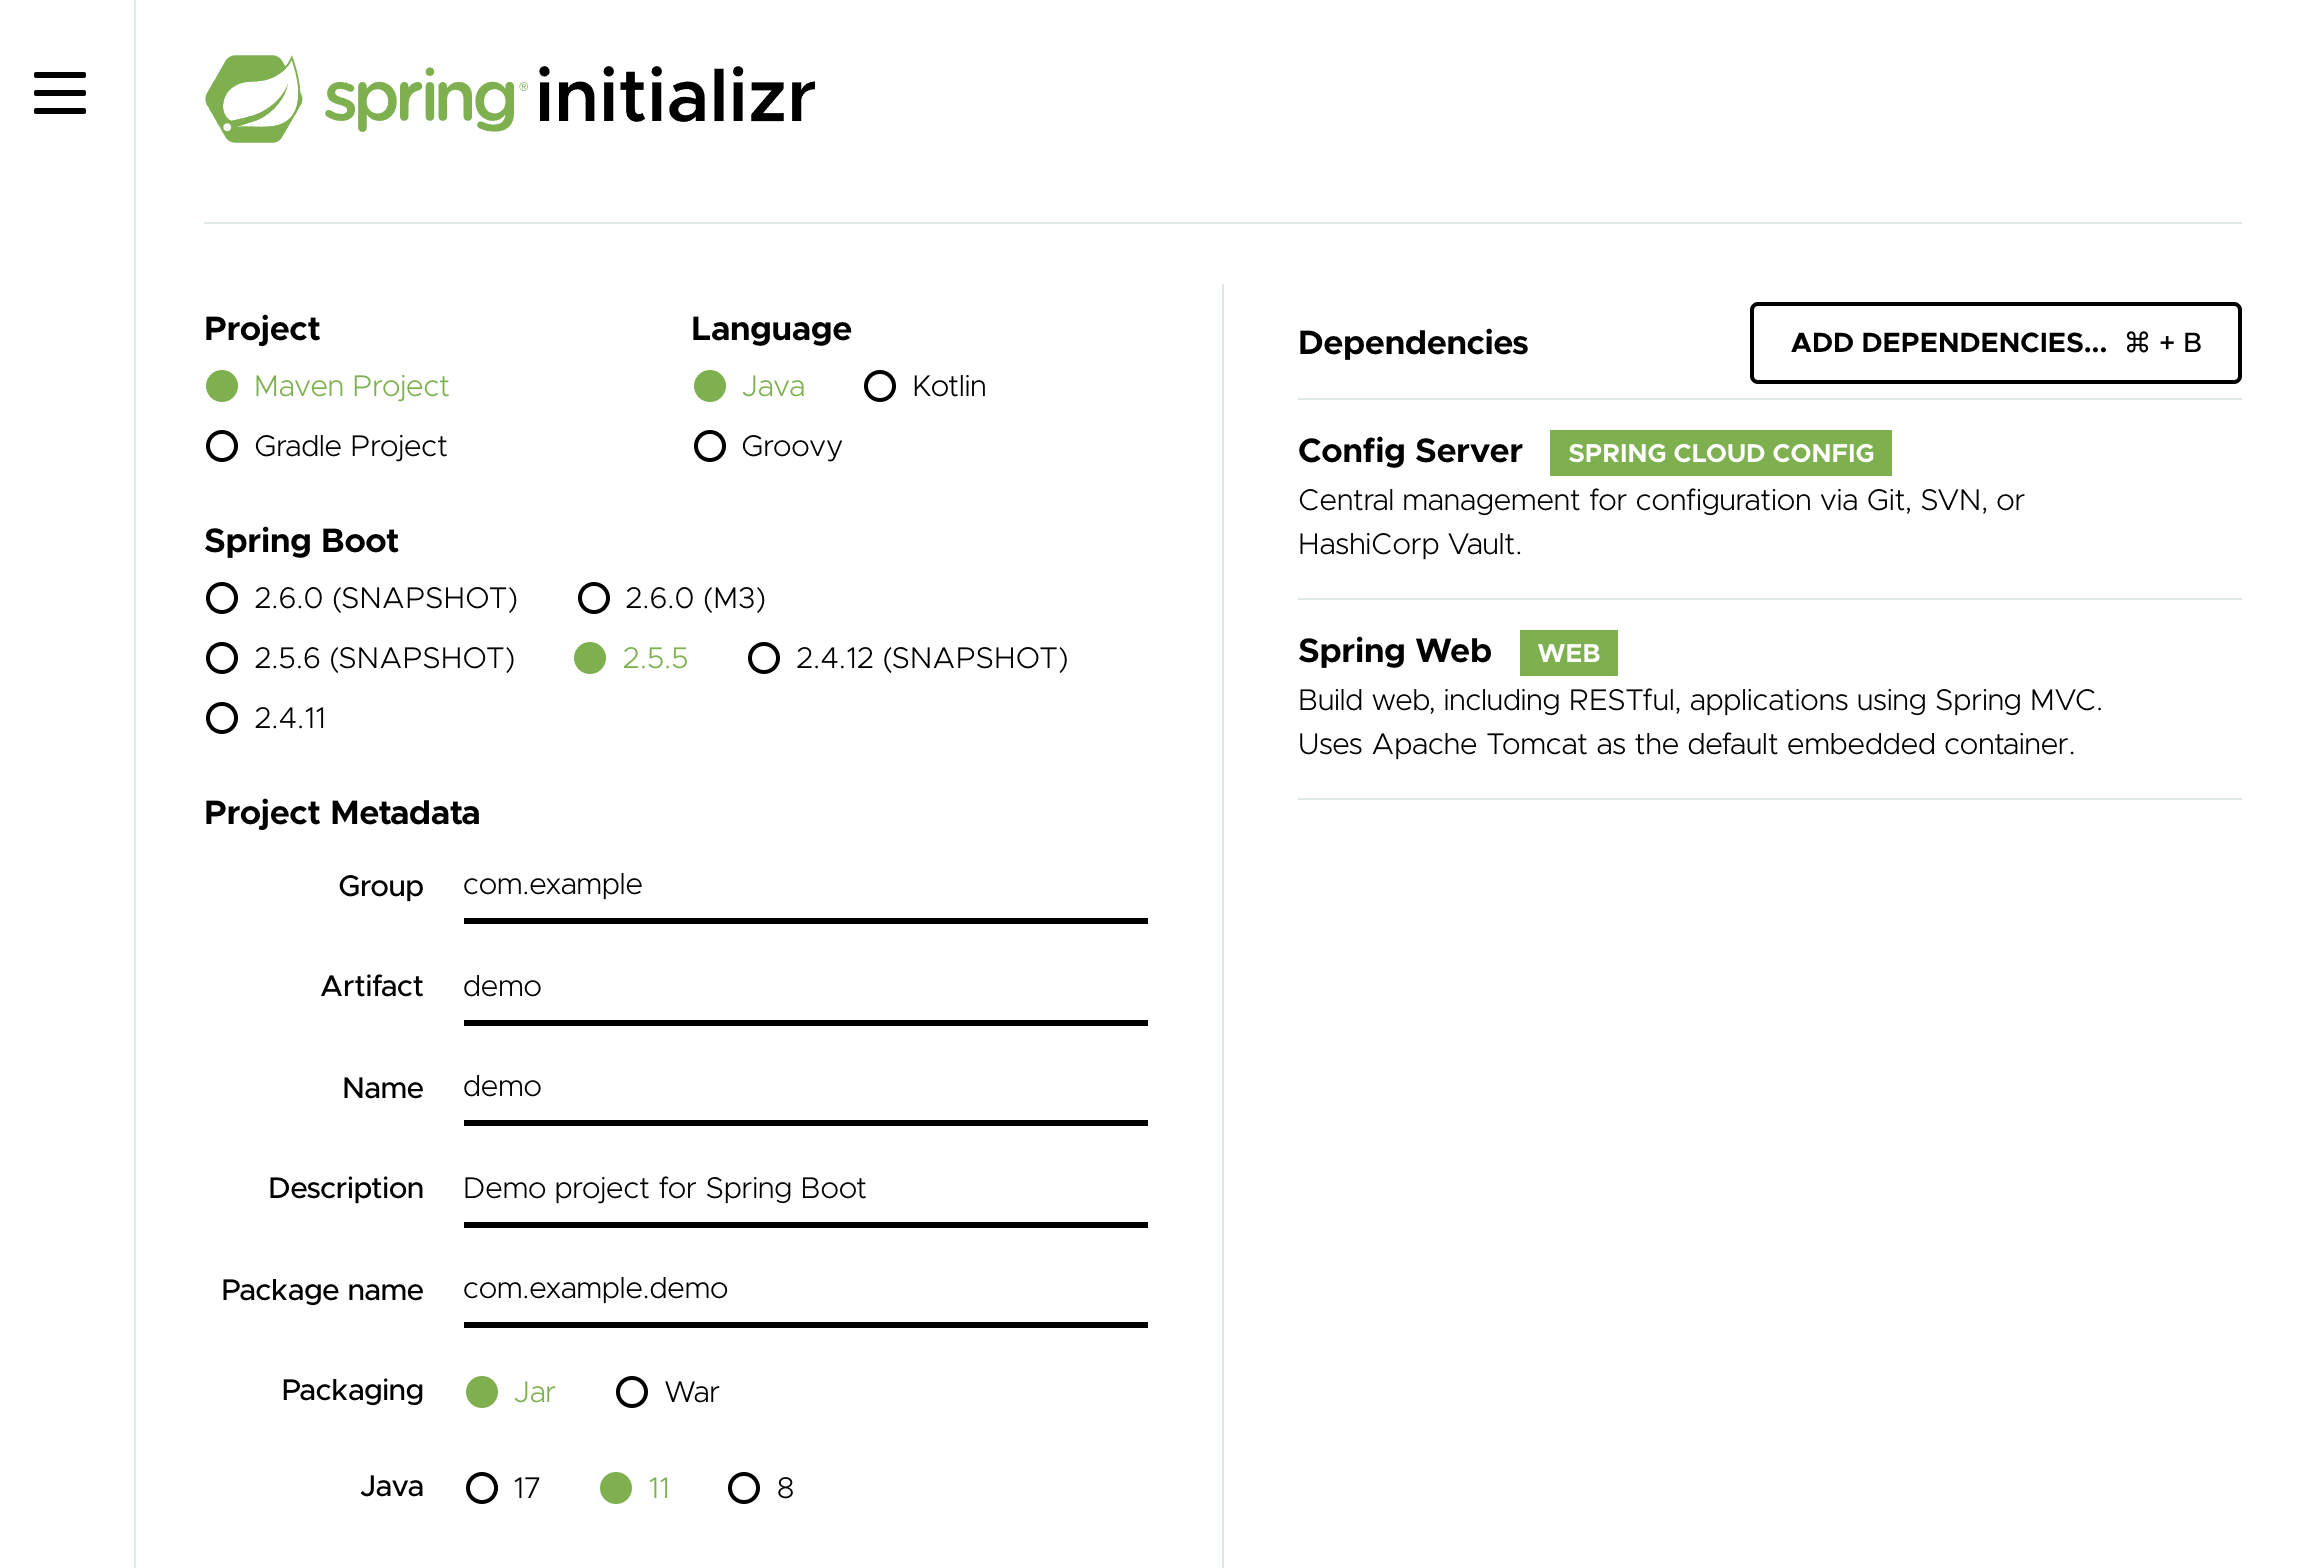 spring® initializr
Project
Maven Project
Gradle Project
Language
Java Kotlin
Groovy
Spring Boot
2.6.0 (SNAPSHOT) 2.6.0 (M3)
2.5.6 (SNAPSHOT) 2.5.5 2.4.12 (SNAPSHOT)
2.4.11
Project Metadata
Group com.example
Artifact demo
Name demo
Description Demo project for Spring Boot
Package name com.example.demo
Packaging Jar War
Java 17 11 8
Dependencies ADD DEPENDENCIES... ⌘ + B
Config Server SPRING CLOUD CONFIG
Central management for configuration via Git, SVN, or
HashiCorp Vault.
Spring Web WEB
Build web, including RESTful, applications using Spring MVC.
Uses Apache Tomcat as the default embedded container.